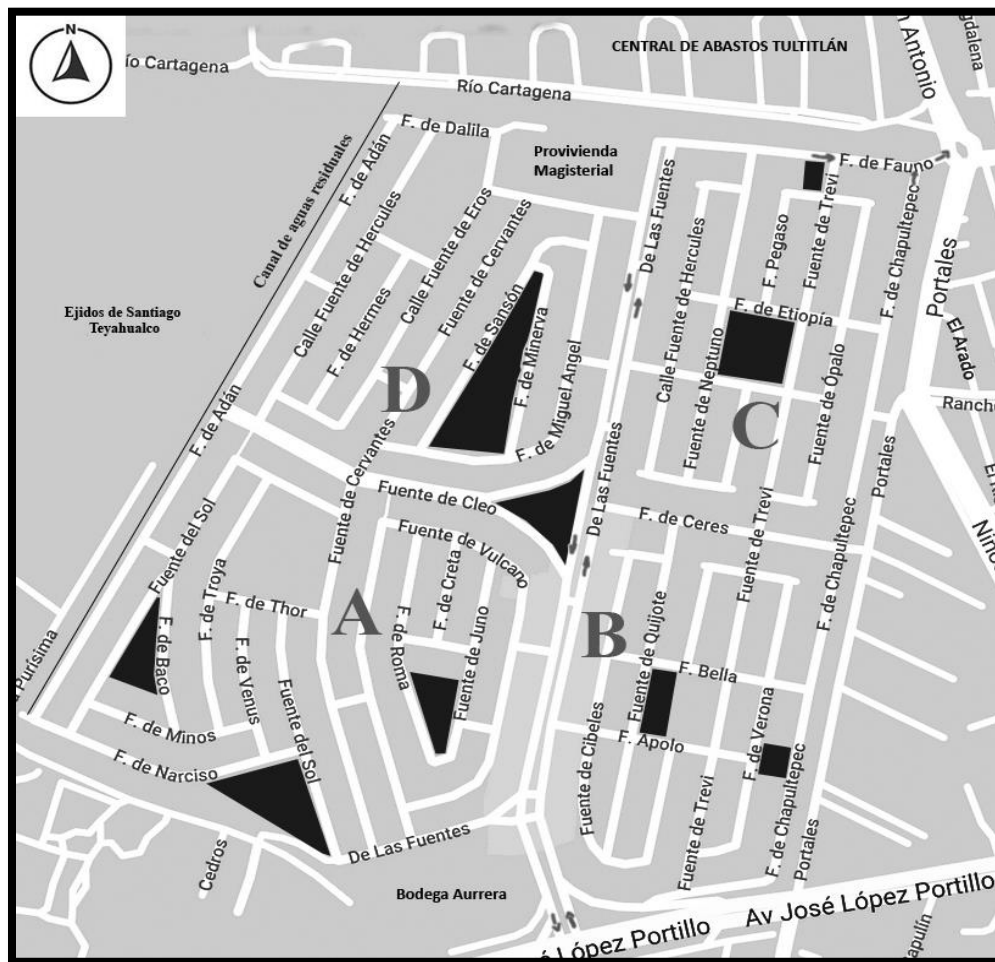 N
CENTRAL DE ABASTOS TULTITLÁN
ío Cartagena
Río Cartagena
n Antonio
gdalena
F. de Dalila
Provivienda
Magisterial
F. de Fauno
F. de Adán
Canal de aguas residuales
Calle Fuente de Hercules
Calle Fuente de Eros
Fuente de Cervantes
De Las Fuentes
F. Pegaso
Fuente de Trevi
F. de Chapultepec
Portales
Ejidos de Santiago
Teyahualco
F. de Hermes
F. de Sansón
F. de Minerva
F. de Miguel Angel
Calle Fuente de Hercules
Fuente de Neptuno
F. de Etiopía
Fuente de Ópalo
El Arado
Ranch
D
C
F. de Adán
Fuente de Cervantes
Fuente de Cleo
De Las Fuentes
F. de Ceres
Fuente de Trevi
F. de Chapultepec
Portales
Niño
Fuente del Sol
F. de Troya
F. de Thor
Fuente de Vulcano
F. de Creta
F. de Roma
Fuente de Juno
A
B
Fuente de Quijote
F. Bella
a Purísima
F. de Baco
F. de Venus
Fuente del Sol
F. de Minos
F. de Narciso
Fuente de Cibeles
F. Apolo
F. de Verona
Fuente de Trevi
F. de Chapultepec
Portales
Cedros
De Las Fuentes
Bodega Aurrera
é López Portillo
Av José López Portillo
apulín